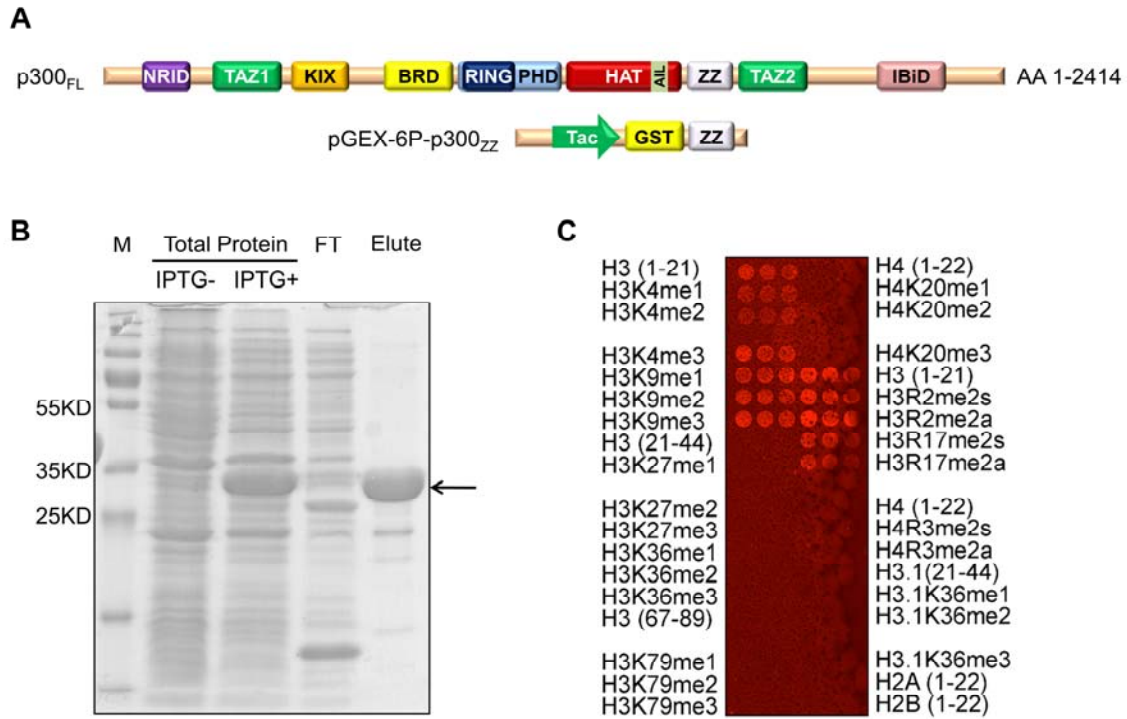 A
p300FL NRID TAZ1 KIX BRD RING PHD HAT AIL ZZ TAZ2 IBiD AA 1-2414
pGEX-6P-p300ZZ Tac GST ZZ
B
M Total Protein FT Elute
IPTG- IPTG+
55KD
35KD
25KD
C
H3 (1-21) H4 (1-22)
H3K4me1 H4K20me1
H3K4me2 H4K20me2
H3K4me3 H4K20me3
H3K9me1 H3 (1-21)
H3K9me2 H3R2me2s
H3K9me3 H3R2me2a
H3 (21-44) H3R17me2s
H3K27me1 H3R17me2a
H3K27me2 H4 (1-22)
H3K27me3 H4R3me2s
H3K36me1 H4R3me2a
H3K36me2 H3.1(21-44)
H3K36me3 H3.1K36me1
H3 (67-89) H3.1K36me2
H3K79me1 H3.1K36me3
H3K79me2 H2A (1-22)
H3K79me3 H2B (1-22)